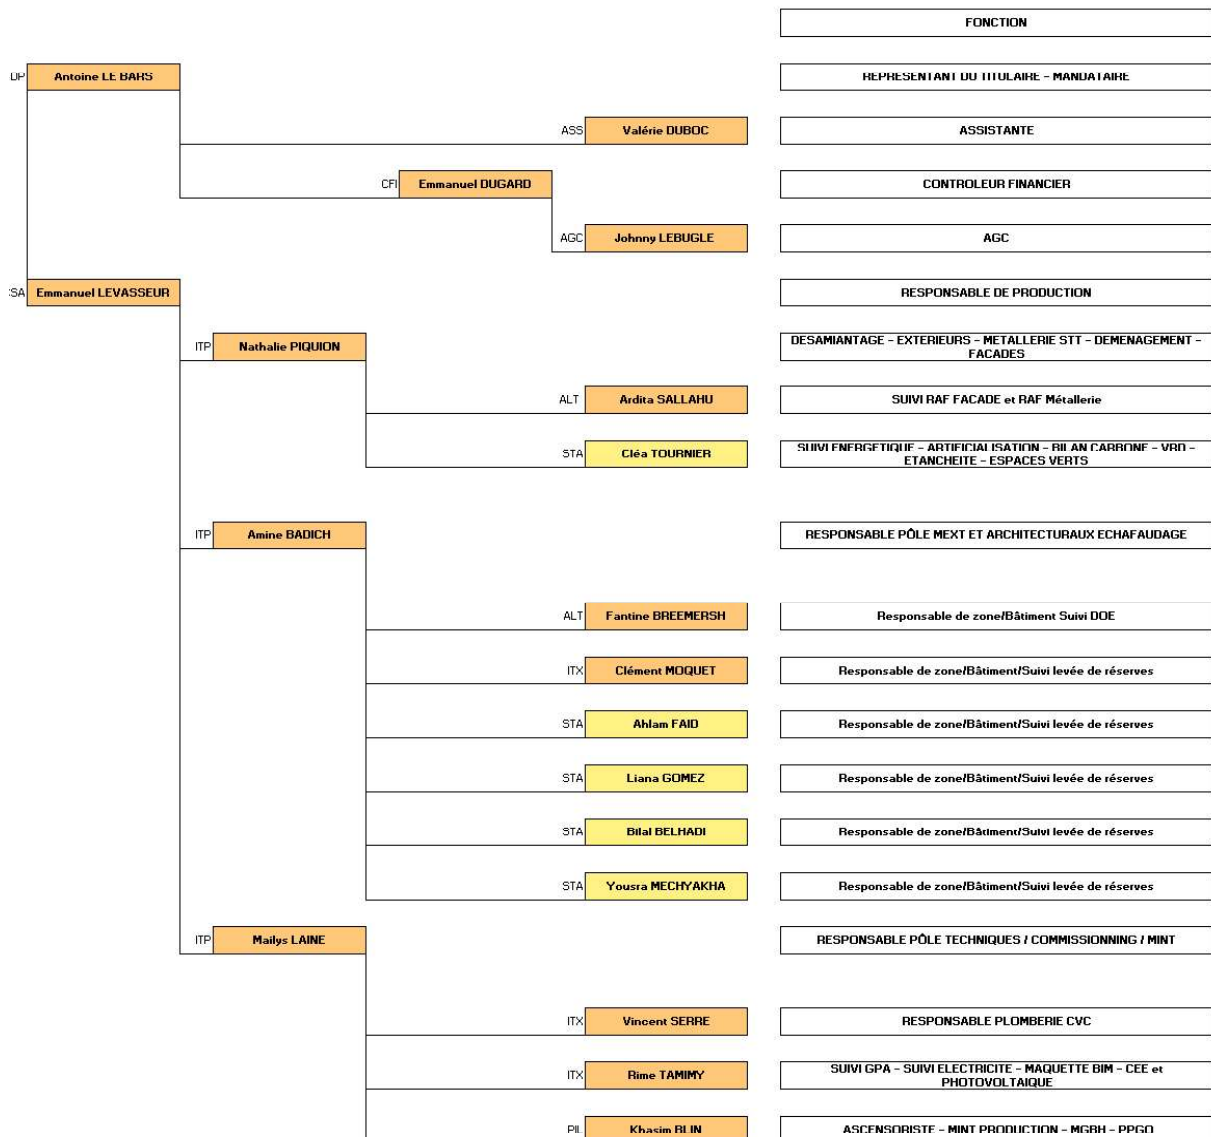 FONCTION
DP Antoine LE BARS REPRESENTANT DU TITULAIRE - MANDATAIRE
ASS Valérie DUBOC ASSISTANTE
CFI Emmanuel DUGARD CONTROLEUR FINANCIER
AGC Johnny LEBUGLE AGC
SA Emmanuel LEVASSEUR RESPONSABLE DE PRODUCTION
ITP Nathalie PIQUION DESAMIANTAGE - EXTERIEURS - METALLERIE STT - DEMENAGEMENT -
FACADES
ALT Ardita SALLAHU SUIVI RAF FACADE et RAF Métallerie
STA Cléa TOURNIER SUIVI ENERGETIQUE - ARTIFICIALISATION - BILAN CARBONE - VRD -
ETANCHEITE - ESPACES VERTS
ITP Amine BADICH RESPONSABLE PÔLE MEXT ET ARCHITECTURAUX ECHAFAUDAGE
ALT Fantine BREEMERSH Responsable de zone/Bâtiment Suivi DOE
ITX Clément MOQUET Responsable de zone/Bâtiment/Suivi levée de réserves
STA Ahlam FAID Responsable de zone/Bâtiment/Suivi levée de réserves
STA Liana GOMEZ Responsable de zone/Bâtiment/Suivi levée de réserves
STA Bilal BELHADI Responsable de zone/Bâtiment/Suivi levée de réserves
STA Yousra MECHYAKHA Responsable de zone/Bâtiment/Suivi levée de réserves
ITP Mailys LAINE RESPONSABLE PÔLE TECHNIQUES / COMMISSIONNING / MINT
ITX Vincent SERRE RESPONSABLE PLOMBERIE CVC
ITX Rime TAMIMY SUIVI GPA - SUIVI ELECTRICITE - MAQUETTE BIM - CEE et
PHOTOVOLTAIQUE
PIL Khasim BLIN ASCENSORISTE - MINT PRODUCTION - MGBH - PPGO